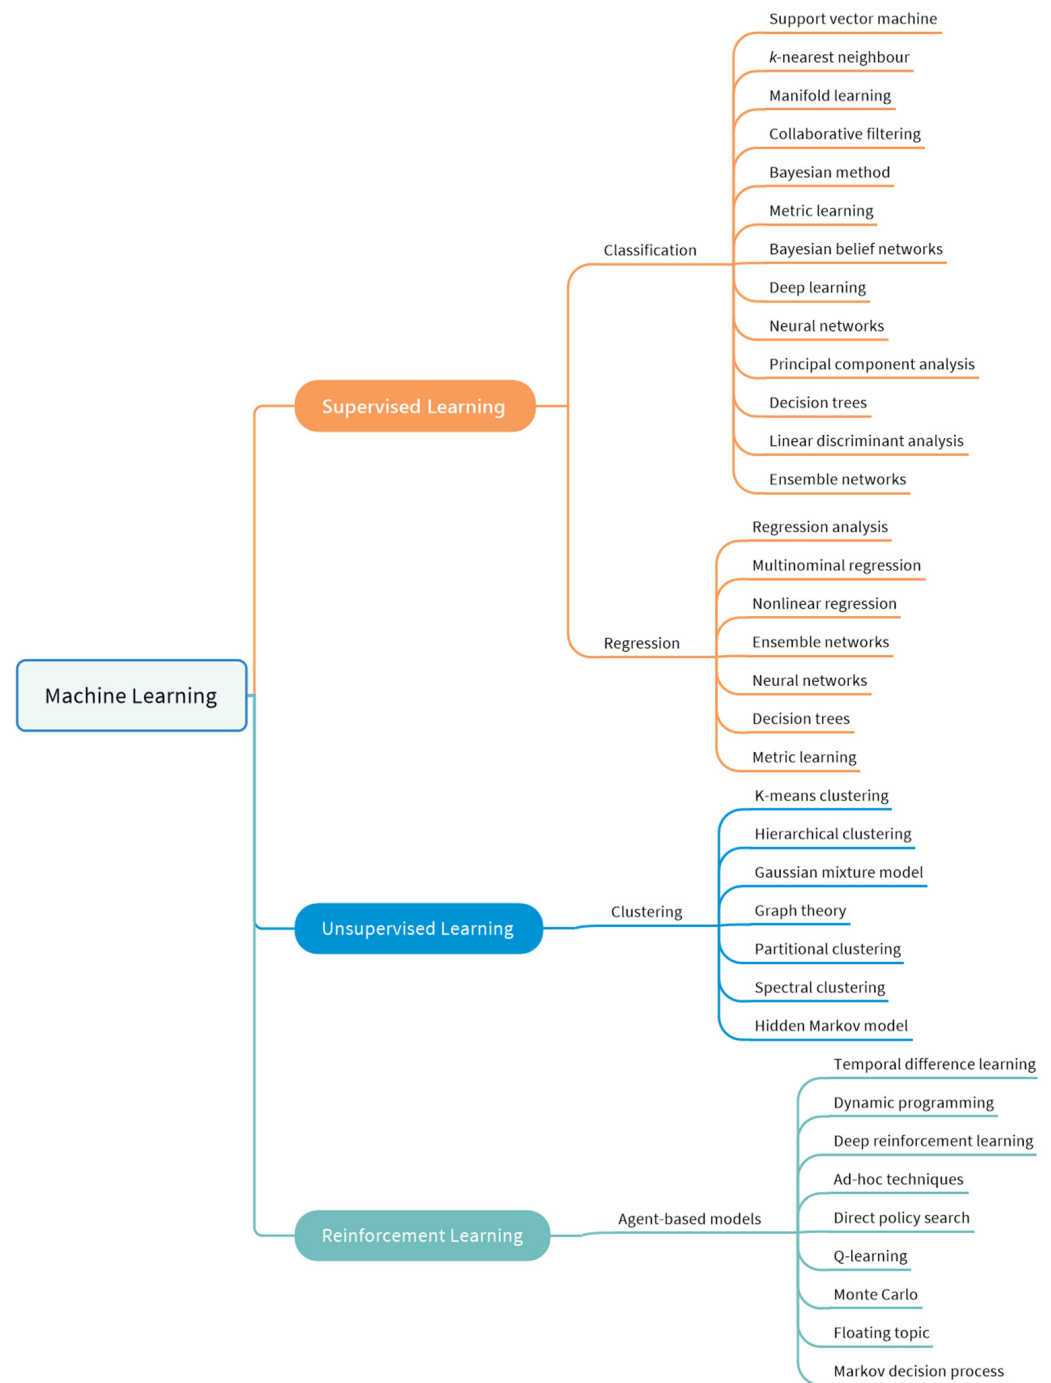 Support vector machine
k-nearest neighbour
Manifold learning
Collaborative filtering
Bayesian method
Metric learning
Classification
Bayesian belief networks
Deep learning
Neural networks
Principal component analysis
Decision trees
Supervised Learning
Linear discriminant analysis
Ensemble networks
Regression analysis
Multinominal regression
Nonlinear regression
Regression
Ensemble networks
Neural networks
Machine Learning
Decision trees
Metric learning
K-means clustering
Hierarchical clustering
Gaussian mixture model
Clustering
Graph theory
Unsupervised Learning
Partitional clustering
Spectral clustering
Hidden Markov model
Temporal difference learning
Dynamic programming
Deep reinforcement learning
Ad-hoc techniques
Agent-based models
Direct policy search
Reinforcement Learning
Q-learning
Monte Carlo
Floating topic
Markov decision process